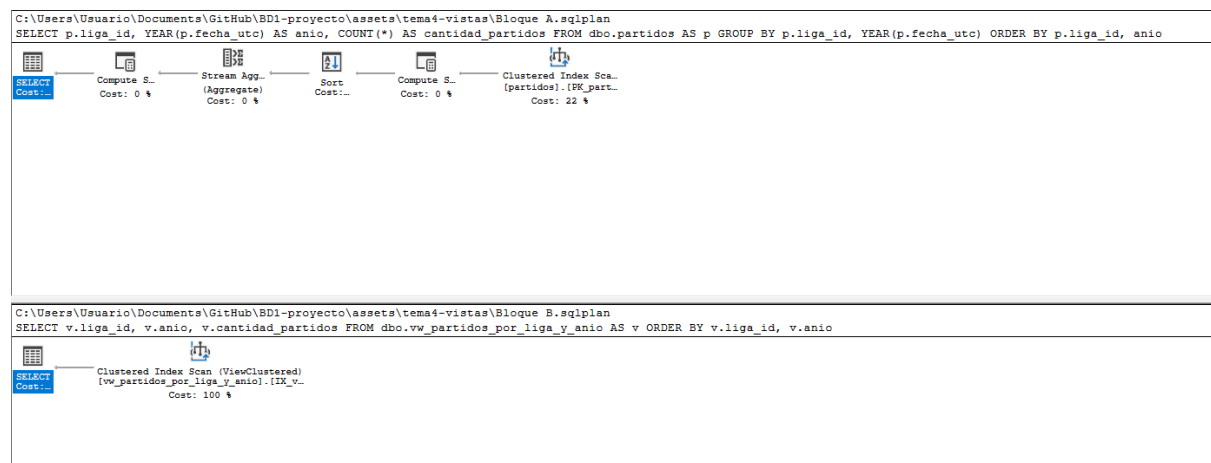 C:\Users\Usuario\Documents\GitHub\BD1-proyecto\assets\tema4-vistas\Bloque A.sqlplan
SELECT p.liga_id, YEAR(p.fecha_utc) AS anio, COUNT(*) AS cantidad_partidos FROM dbo.partidos AS p GROUP BY p.liga_id, YEAR(p.fecha_utc) ORDER BY p.liga_id, anio
SELECT
Cost:…
Compute S…
Cost: 0 %
Stream Agg…
(Aggregate)
Cost: 0 %
Sort
Cost:…
Compute S…
Cost: 0 %
Clustered Index Sca…
[partidos].[PK_part…
Cost: 22 %
C:\Users\Usuario\Documents\GitHub\BD1-proyecto\assets\tema4-vistas\Bloque B.sqlplan
SELECT v.liga_id, v.anio, v.cantidad_partidos FROM dbo.vw_partidos_por_liga_y_anio AS v ORDER BY v.liga_id, v.anio
SELECT
Cost:…
Clustered Index Scan (ViewClustered)
[vw_partidos_por_liga_y_anio].[IX_v…
Cost: 100 %